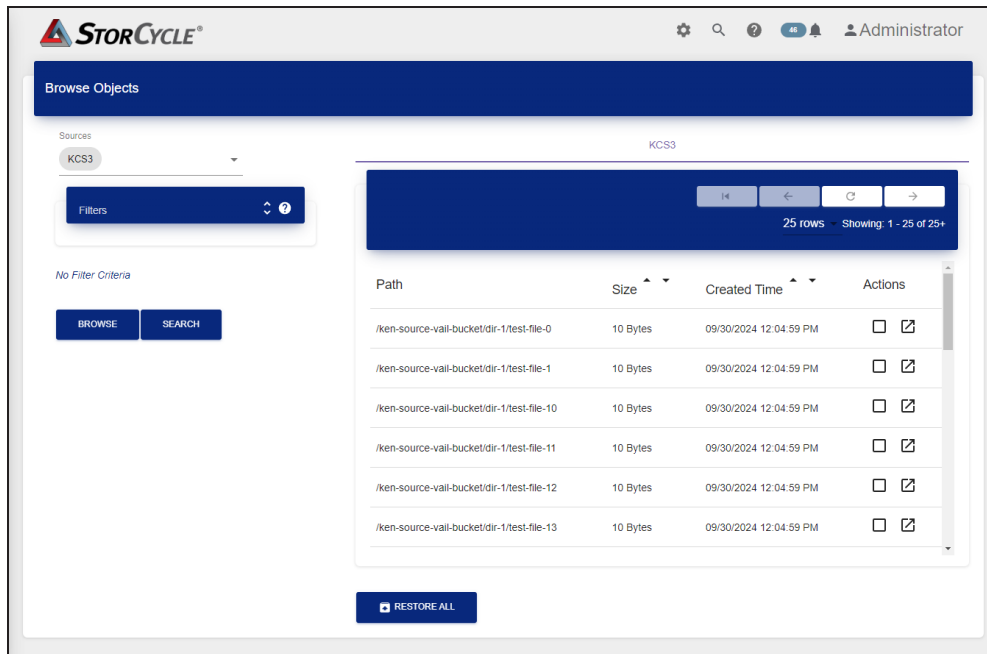 STORCYCLE®
46
Administrator
Browse Objects
Sources
KCS3
Filters
No Filter Criteria
BROWSE SEARCH
KCS3
25 rows Showing: 1 - 25 of 25+
Path Size Created Time Actions
/ken-source-vail-bucket/dir-1/test-file-0 10 Bytes 09/30/2024 12:04:59 PM
/ken-source-vail-bucket/dir-1/test-file-1 10 Bytes 09/30/2024 12:04:59 PM
/ken-source-vail-bucket/dir-1/test-file-10 10 Bytes 09/30/2024 12:04:59 PM
/ken-source-vail-bucket/dir-1/test-file-11 10 Bytes 09/30/2024 12:04:59 PM
/ken-source-vail-bucket/dir-1/test-file-12 10 Bytes 09/30/2024 12:04:59 PM
/ken-source-vail-bucket/dir-1/test-file-13 10 Bytes 09/30/2024 12:04:59 PM
RESTORE ALL